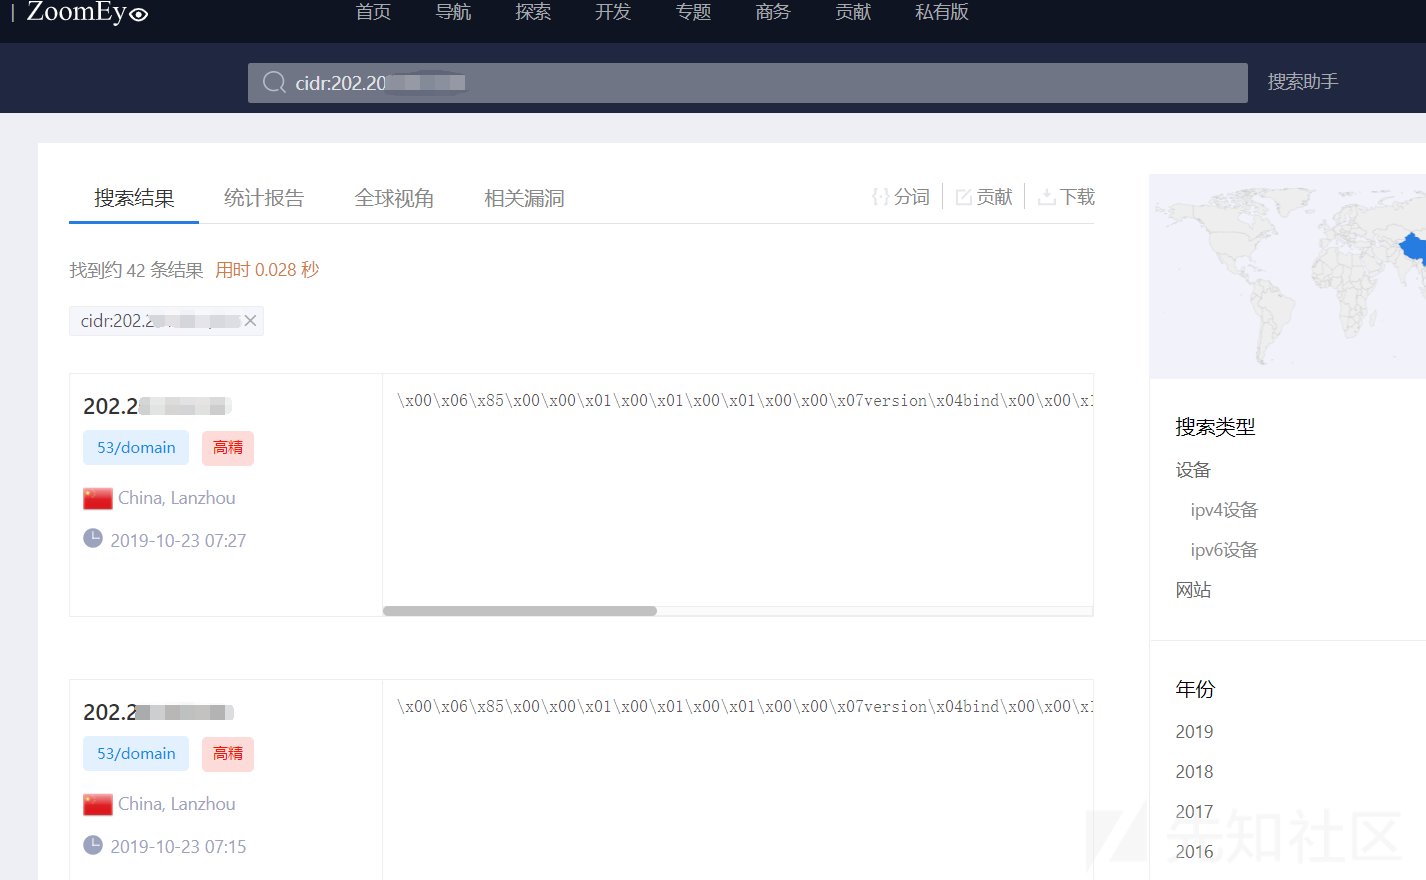 | ZoomEy
首页 导航 探索 开发 专题 商务 贡献 私有版
cidr:202.20
搜索助手
搜索结果 统计报告 全球视角 相关漏洞
分词 贡献 下载
找到约 42 条结果 用时 0.028 秒
cidr:202.2
202.2
53/domain 高精
China, Lanzhou
2019-10-23 07:27
\x00\x06\x85\x00\x00\x01\x00\x01\x00\x01\x00\x00\x07version\x04bind\x00\x00\x1
202.2
53/domain 高精
China, Lanzhou
2019-10-23 07:15
\x00\x06\x85\x00\x00\x01\x00\x01\x00\x01\x00\x00\x07version\x04bind\x00\x00\x1
搜索类型
设备
ipv4设备
ipv6设备
网站
年份
2019
2018
2017
2016
先知社区